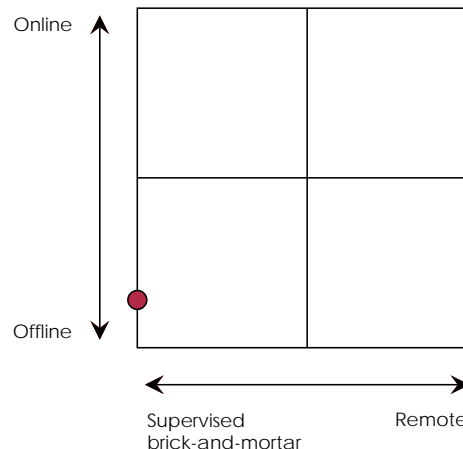 Online
Offline
Supervised
brick-and-mortar
Remote